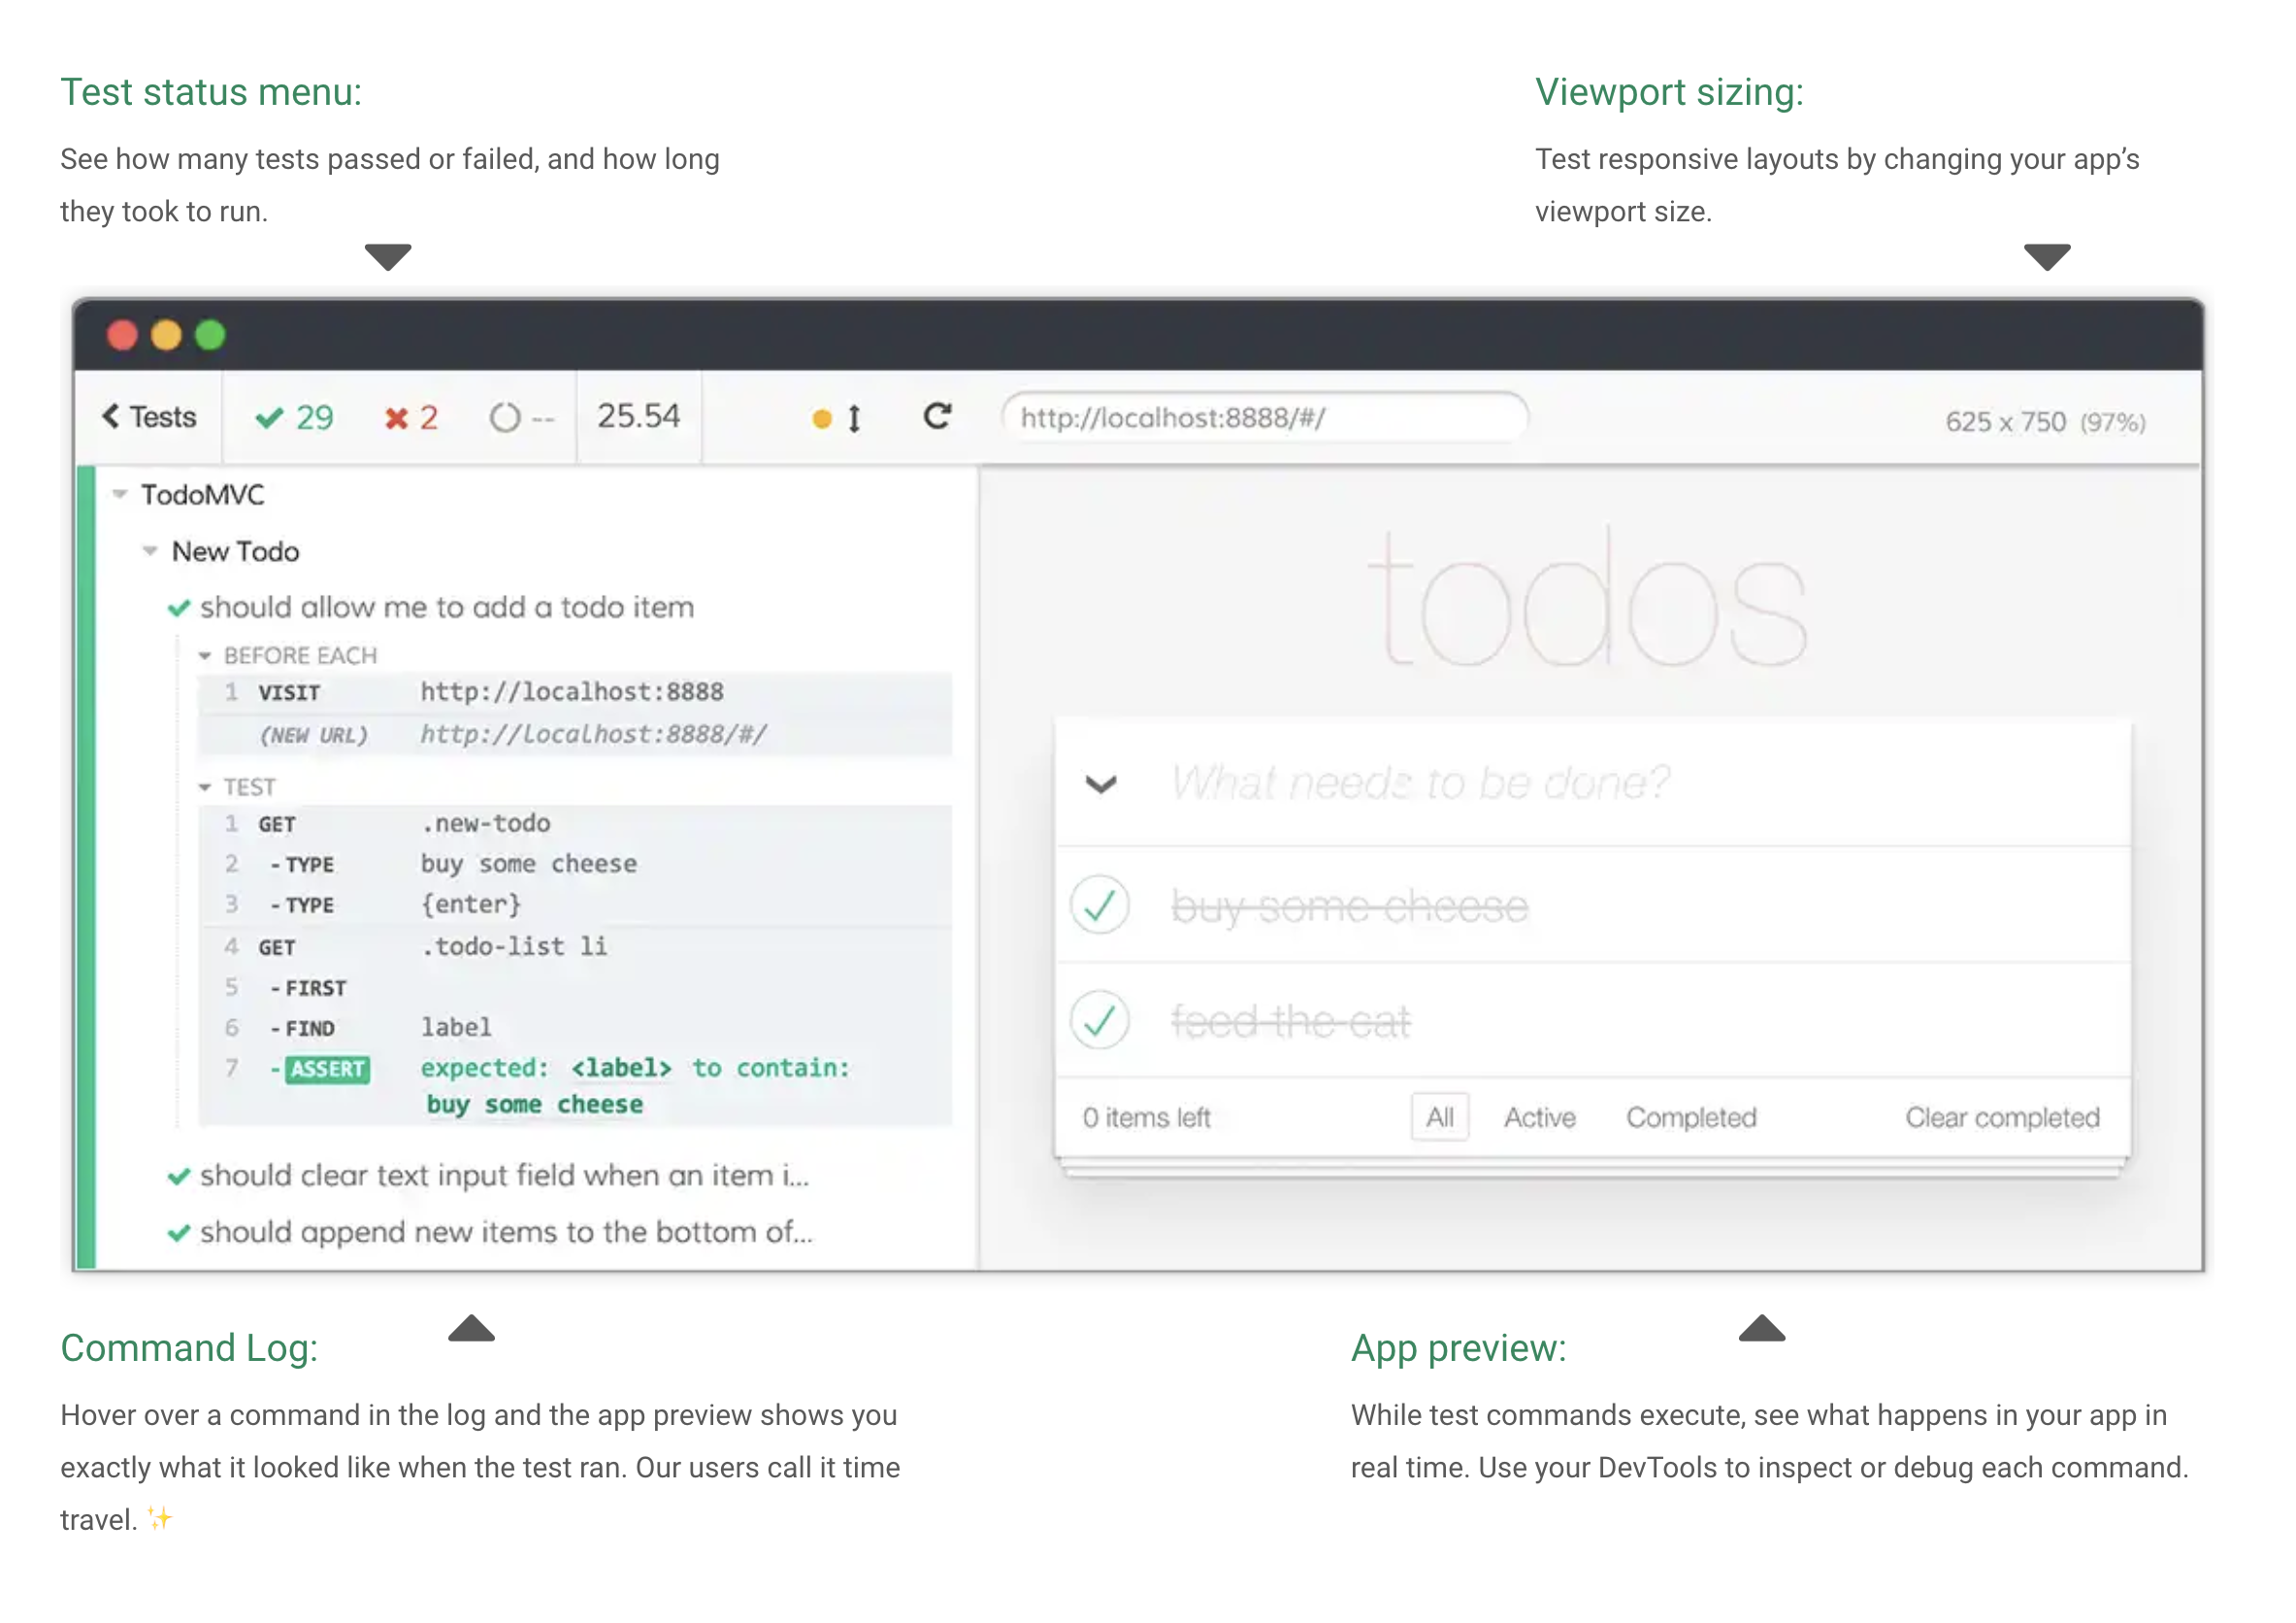 Test status menu:
See how many tests passed or failed, and how long
they took to run.
Viewport sizing:
Test responsive layouts by changing your app’s
viewport size.
Tests
29
2
--
25.54
http://localhost:8888/#/
625 x 750 (97%)
TodoMVC
New Todo
should allow me to add a todo item
BEFORE EACH
1 VISIT http://localhost:8888
(NEW URL) http://localhost:8888/#/
TEST
1 GET .new-todo
2 - TYPE buy some cheese
3 - TYPE {enter}
4 GET .todo-list li
5 - FIRST
6 - FIND label
7 - ASSERT expected: <label> to contain:
buy some cheese
should clear text input field when an item i...
should append new items to the bottom of...
todos
What needs to be done?
buy some cheese
feed the cat
0 items left
All
Active
Completed
Clear completed
Command Log:
Hover over a command in the log and the app preview shows you
exactly what it looked like when the test ran. Our users call it time
travel. ✨
App preview:
While test commands execute, see what happens in your app in
real time. Use your DevTools to inspect or debug each command.